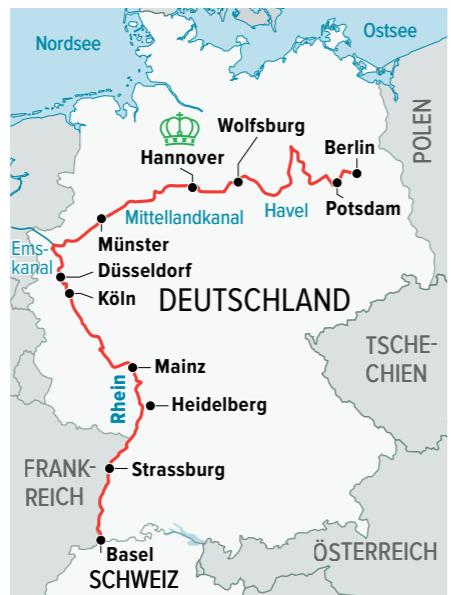 Nordsee
Ostsee
POLEN
Wolfsburg
Berlin
Hannover
Mittellandkanal
Havel
Potsdam
Münster
Ems-
kanal
Düsseldorf
Köln
DEUTSCHLAND
TSCHE-
CHIEN
Mainz
Rhein
Heidelberg
FRANK-
REICH
Strassburg
Basel
SCHWEIZ
ÖSTERREICH